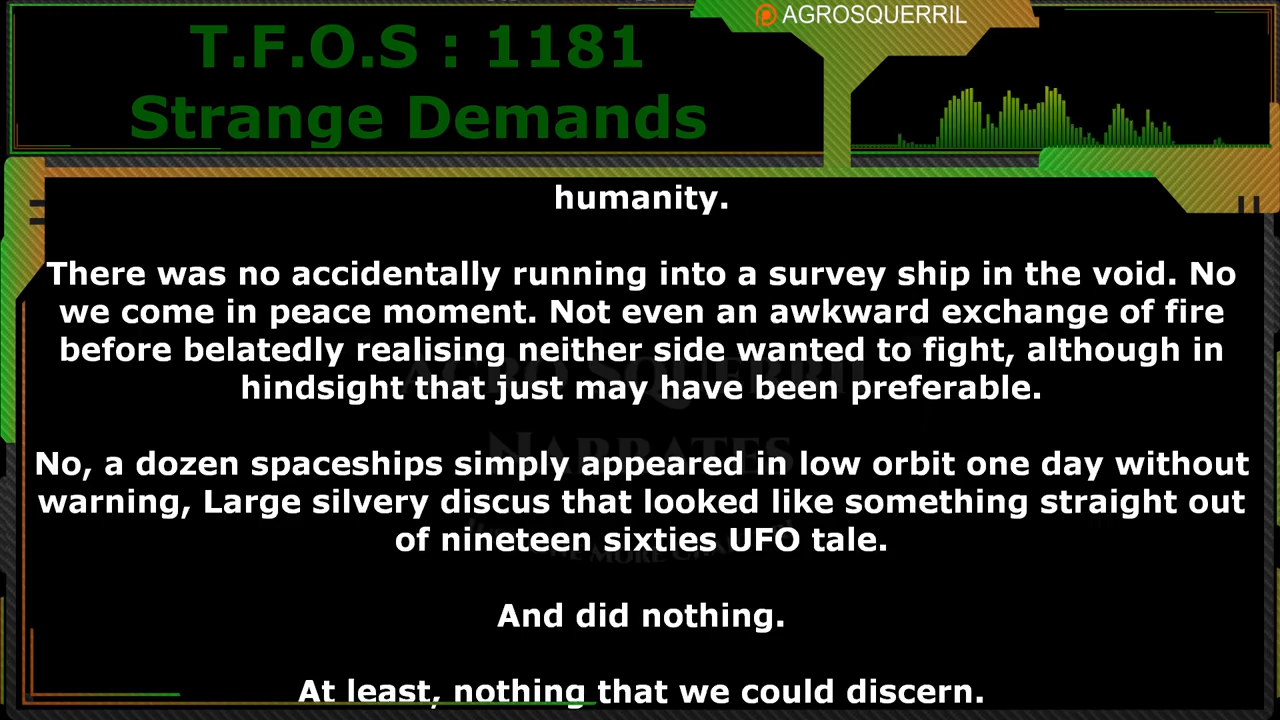 AGROSQUERRIL
T.F.O.S : 1181
Strange Demands
humanity.
There was no accidentally running into a survey ship in the void. No
we come in peace moment. Not even an awkward exchange of fire
before belatedly realising neither side wanted to fight, although in
hindsight that just may have been preferable.
No, a dozen spaceships simply appeared in low orbit one day without
warning, Large silvery discus that looked like something straight out
of nineteen sixties UFO tale.
And did nothing.
At least, nothing that we could discern.
AGRO SQUERRIL
NARRATES